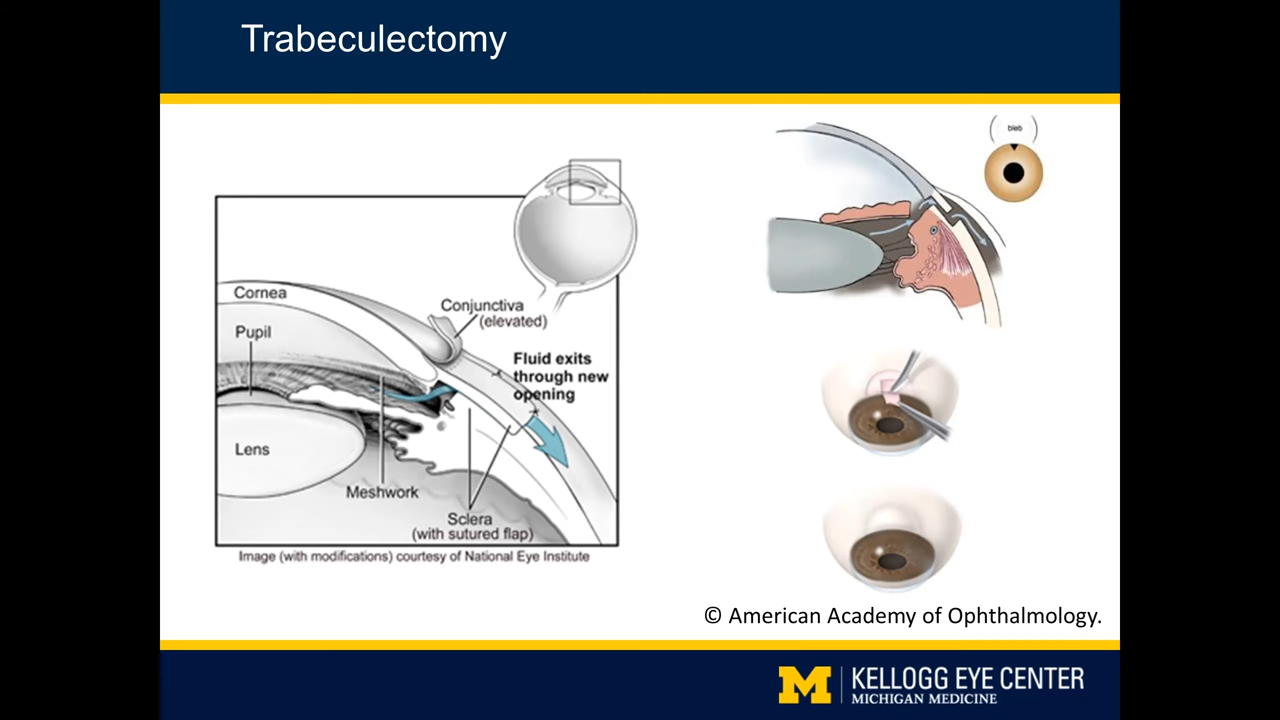 Trabeculectomy
Cornea
Pupil
Conjunctiva
(elevated)
Fluid exits
through new
opening
Lens
Meshwork
Sclera
(with sutured flap)
Image (with modifications) courtesy of National Eye Institute
bleb
© American Academy of Ophthalmology.
M
KELLOGG EYE CENTER
MICHIGAN MEDICINE